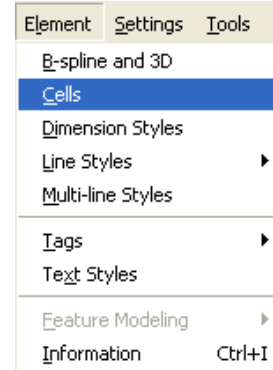 Element Settings Tools
B-spline and 3D
Cells
Dimension Styles
Line Styles
Multi-line Styles
Tags
Text Styles
Feature Modeling
Information Ctrl+I